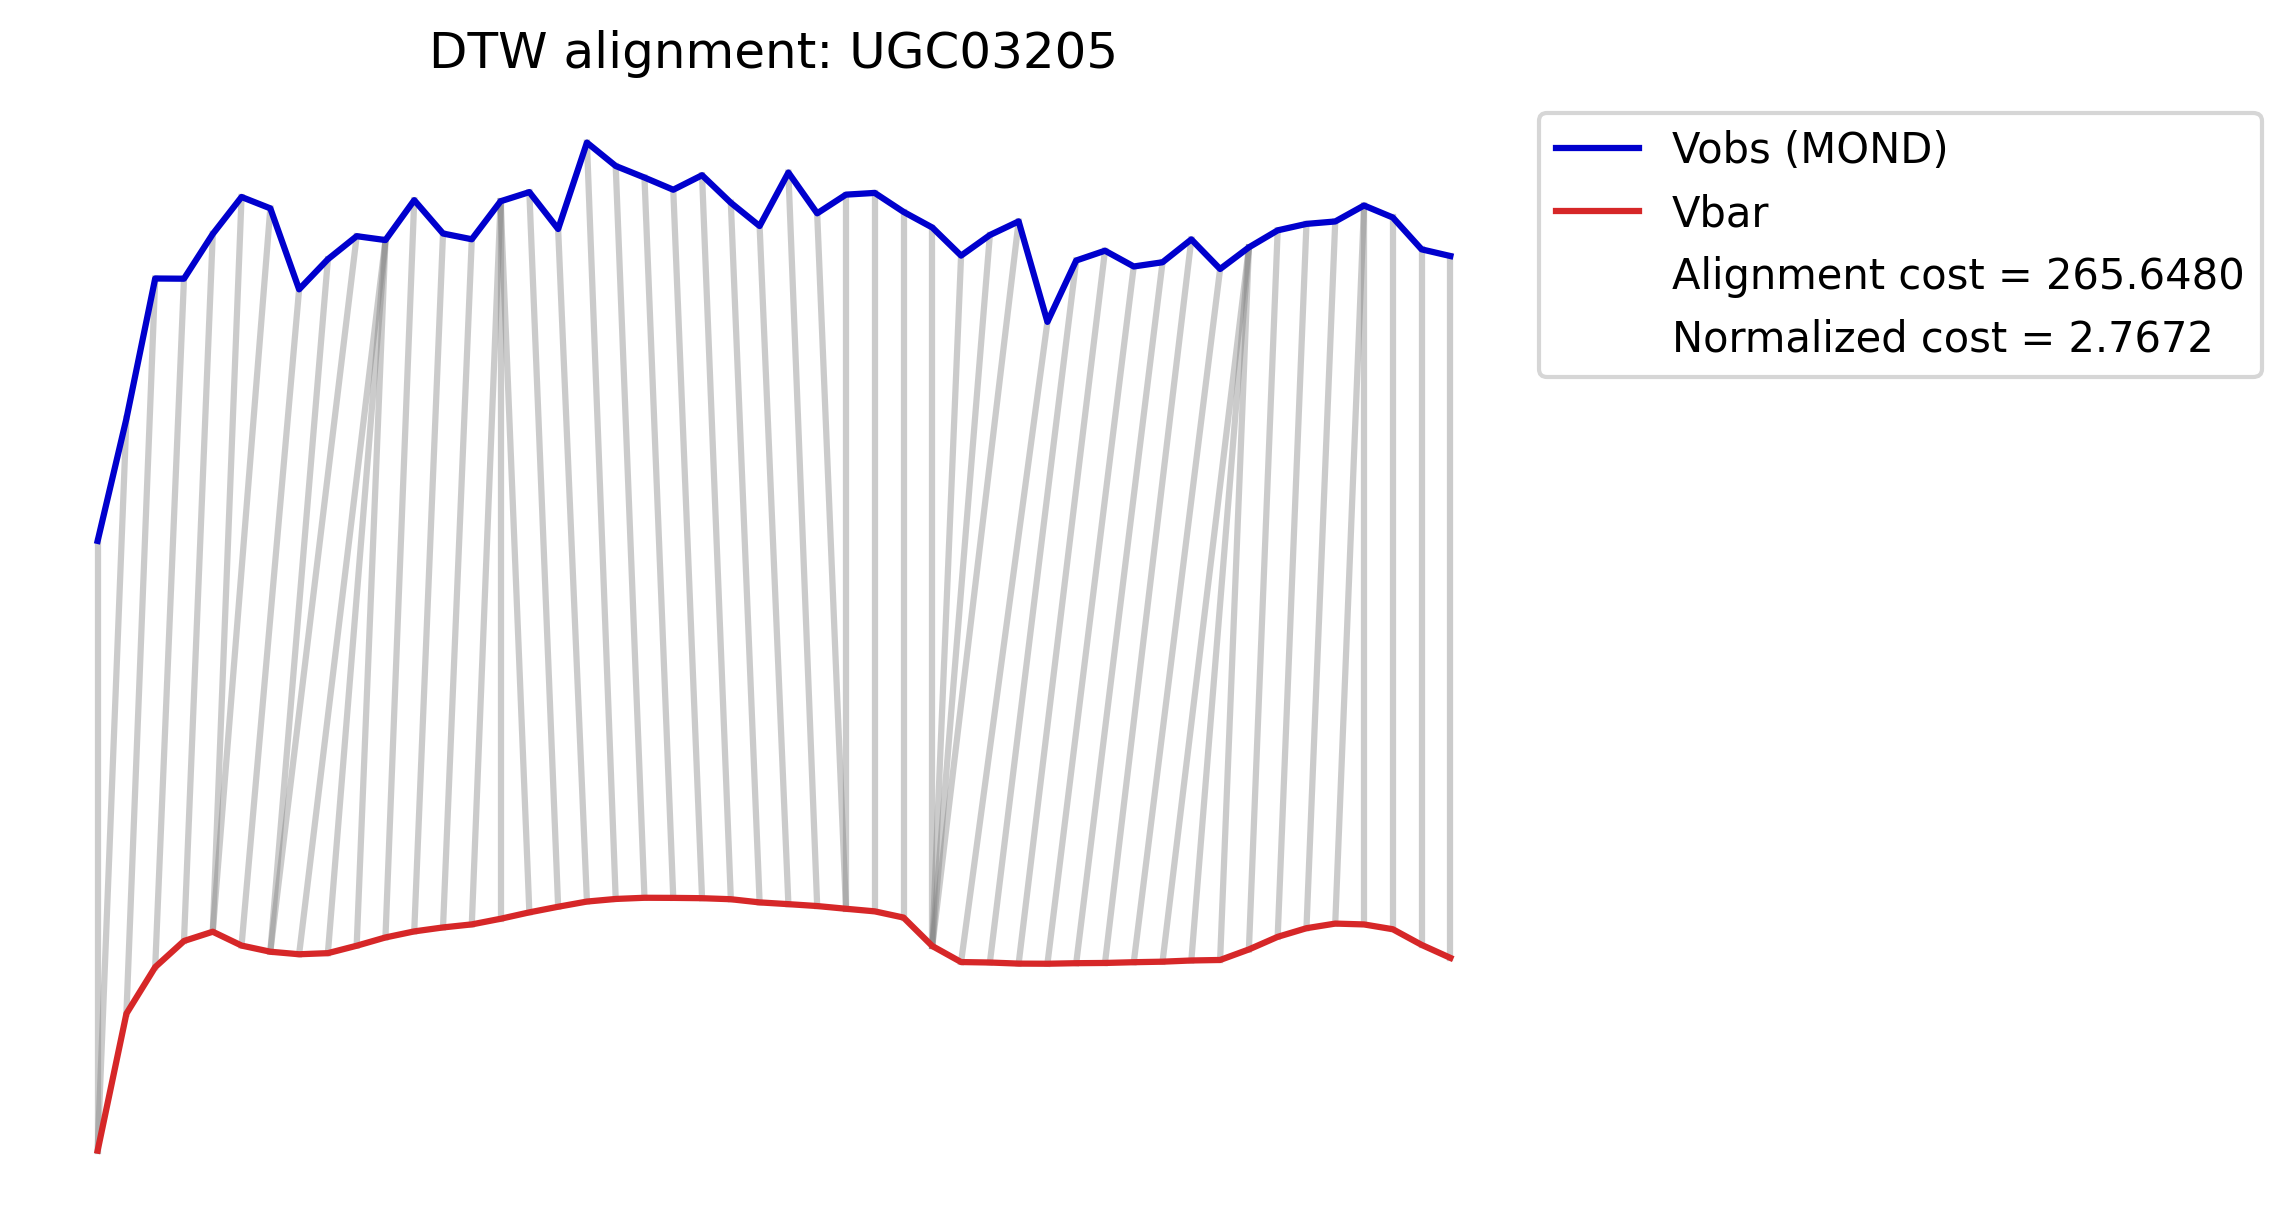 DTW alignment: UGC03205
Vobs (MOND)
Vbar
Alignment cost = 265.6480
Normalized cost = 2.7672